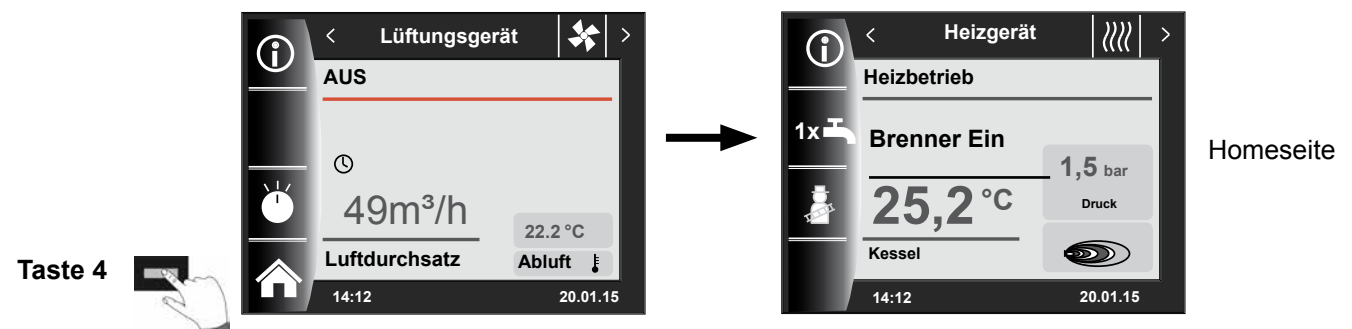 Taste 4
Lüftungsgerät
AUS
49m³/h
22.2 °C
Luftdurchsatz
Abluft
14:12
20.01.15
Heizgerät
Heizbetrieb
1x
Brenner Ein
1,5 bar
Druck
25,2 °C
Kessel
14:12
20.01.15
Homeseite